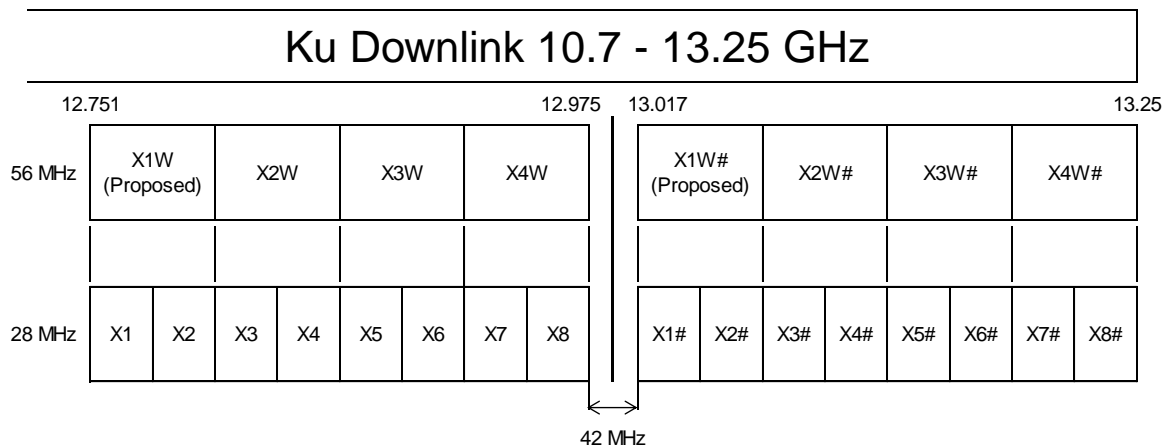 Ku Downlink 10.7 - 13.25 GHz
12.751 12.975 13.017 13.25
56 MHz
X1W
(Proposed)
X2W X3W X4W
X1W#
(Proposed)
X2W# X3W# X4W#
28 MHz X1 X2 X3 X4 X5 X6 X7 X8 X1# X2# X3# X4# X5# X6# X7# X8#
42 MHz